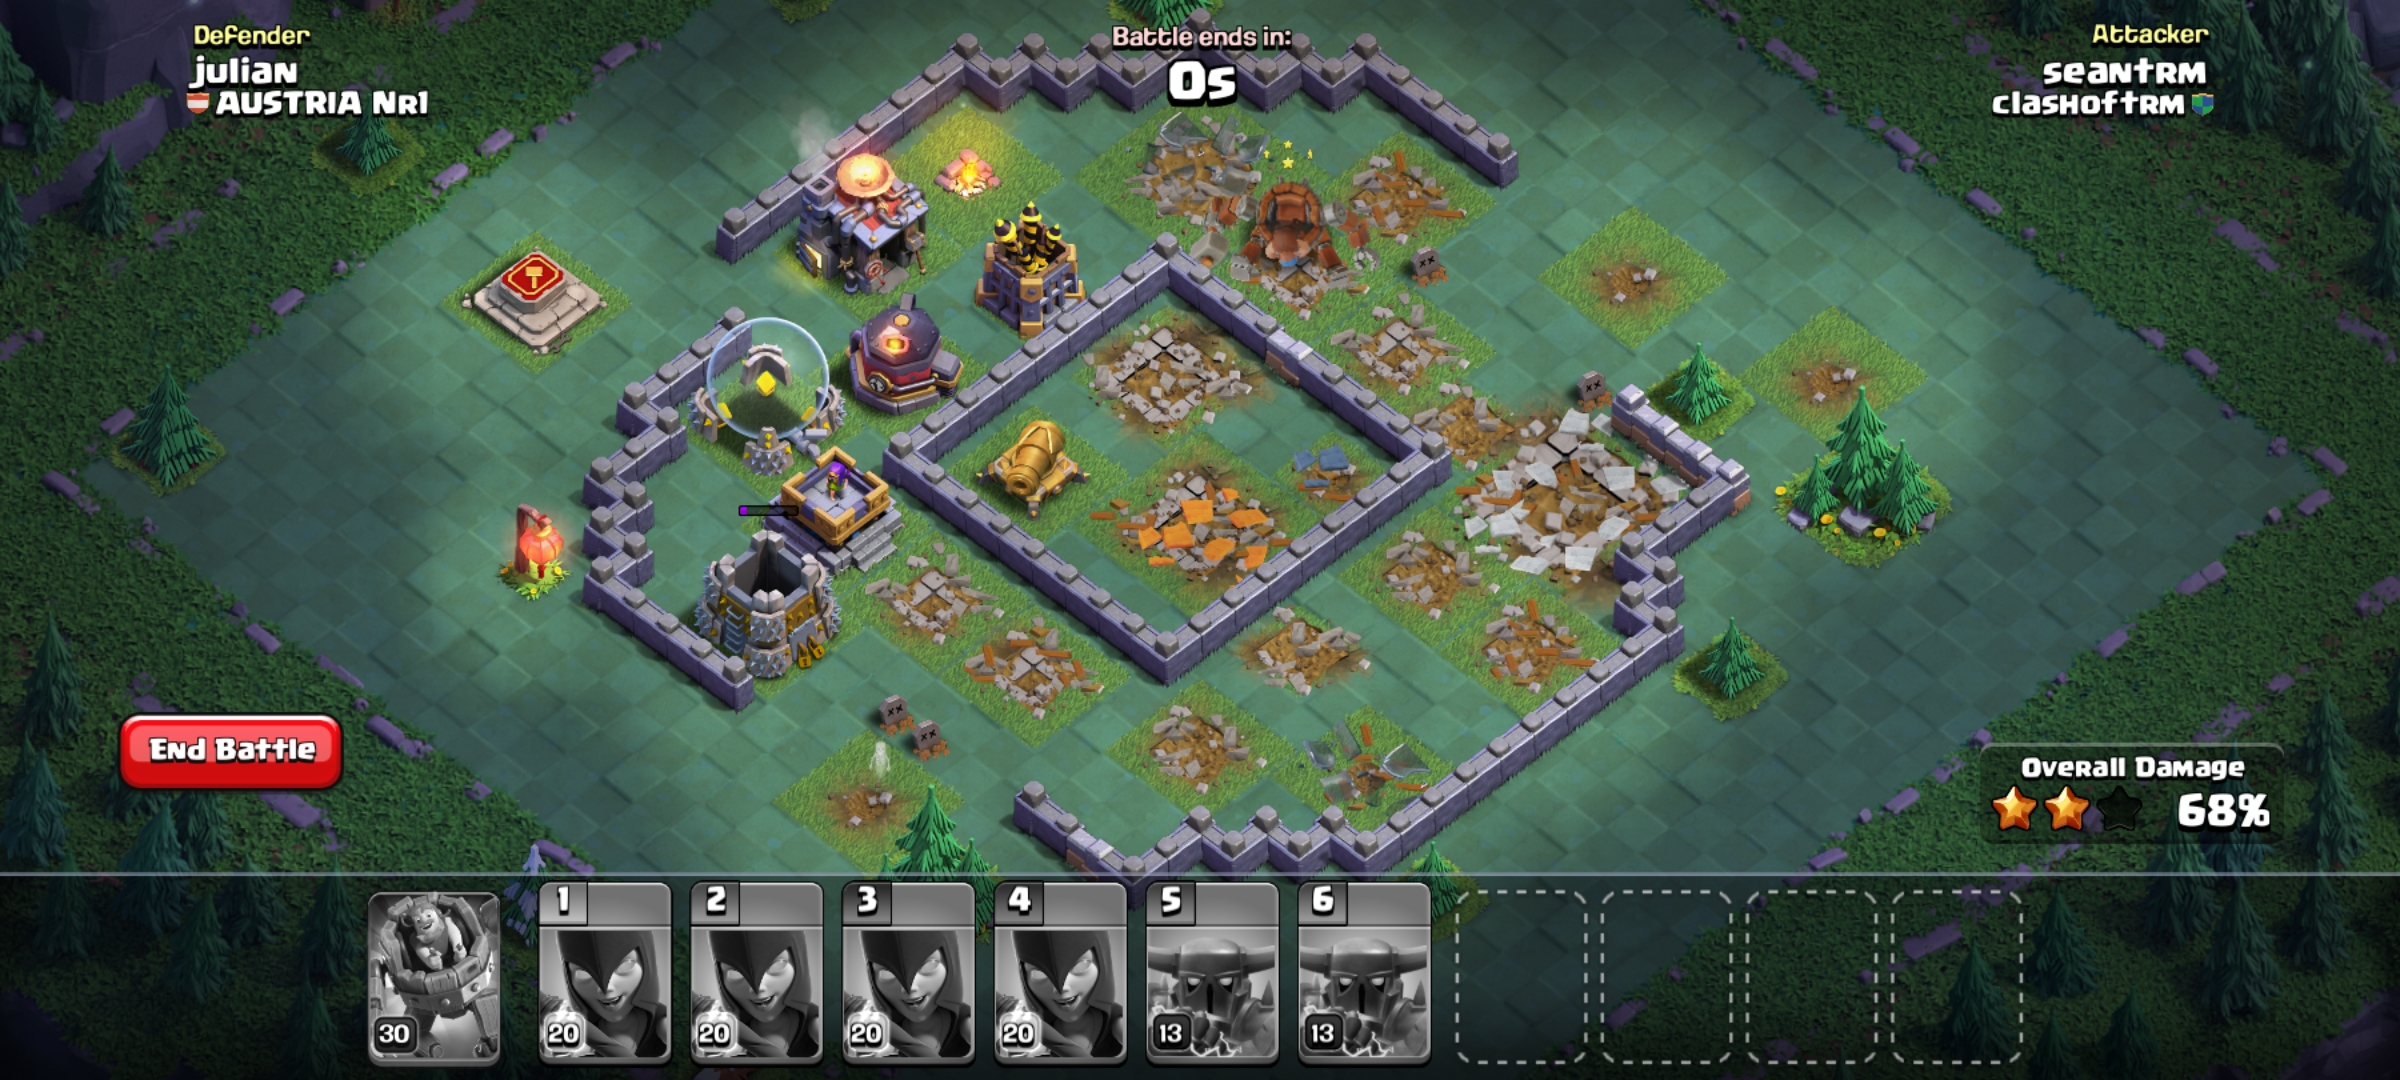 Defender
julian
AUSTRIA Nr1
Battle ends in:
0s
Attacker
seantrm
clashoftrm
End Battle
Overall Damage
68%
1
2
3
4
5
6
30
20
20
20
20
13
13